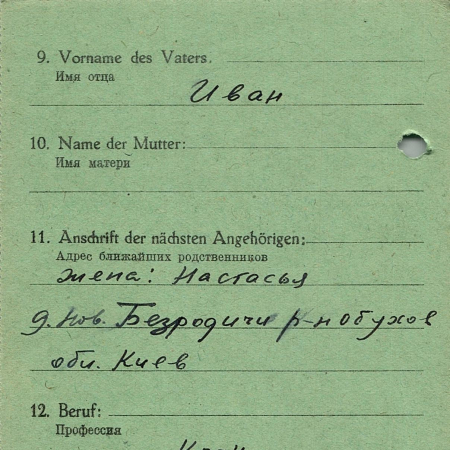 9. Vorname des Vaters.
Имя отца
Иван
10. Name der Mutter:
Имя матери
11. Anschrift der nächsten Angehörigen:
Адрес ближайших родственников
жена: Настасья
д. Нов. Безродичи р-н обухов
обл. Киев
12. Beruf:
Профессия